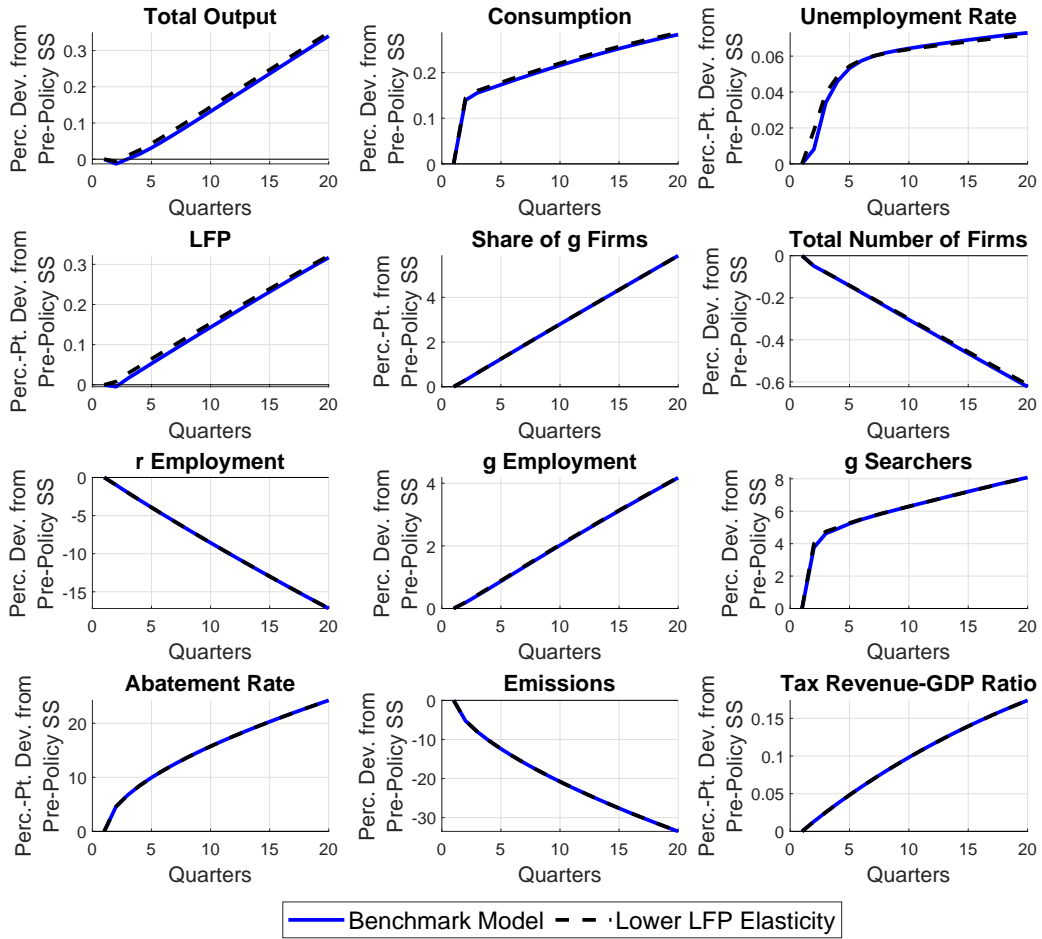 Total Output
Perc. Dev. from
Pre-Policy SS
0.3
0.2
0.1
0
0 5 10 15 20
Quarters
Consumption
Perc. Dev. from
Pre-Policy SS
0.2
0.1
0
0 5 10 15 20
Quarters
Unemployment Rate
Perc.-Pt. Dev. from
Pre-Policy SS
0.06
0.04
0.02
0
0 5 10 15 20
Quarters
LFP
Perc.-Pt. Dev. from
Pre-Policy SS
0.3
0.2
0.1
0
0 5 10 15 20
Quarters
Share of g Firms
Perc.-Pt. from
Pre-Policy SS
4
2
0
0 5 10 15 20
Quarters
Total Number of Firms
Perc. Dev. from
Pre-Policy SS
0
-0.2
-0.4
-0.6
0 5 10 15 20
Quarters
r Employment
Perc. Dev. from
Pre-Policy SS
0
-5
-10
-15
0 5 10 15 20
Quarters
g Employment
Perc. Dev. from
Pre-Policy SS
4
2
0
0 5 10 15 20
Quarters
g Searchers
Perc. Dev. from
Pre-Policy SS
8
6
4
2
0
0 5 10 15 20
Quarters
Abatement Rate
Perc.-Pt. Dev. from
Pre-Policy SS
20
10
0
0 5 10 15 20
Quarters
Emissions
Perc. Dev. from
Pre-Policy SS
0
-10
-20
-30
0 5 10 15 20
Quarters
Tax Revenue-GDP Ratio
Perc.-Pt. Dev. from
Pre-Policy SS
0.15
0.1
0.05
0
0 5 10 15 20
Quarters
Benchmark Model Lower LFP Elasticity